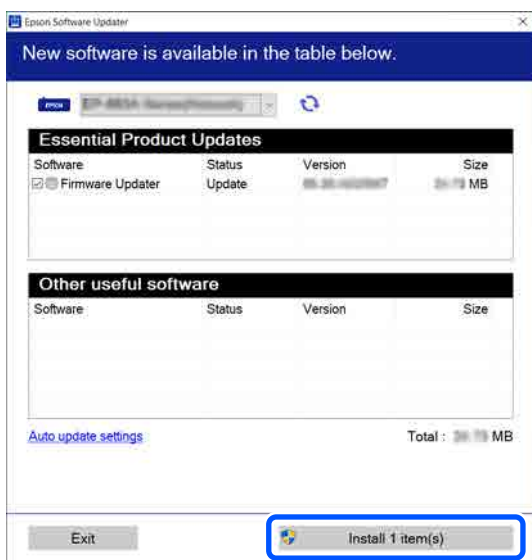 Epson Software Updater
New software is available in the table below.
EPSON
Essential Product Updates
Software Status Version Size
Firmware Updater Update MB
Other useful software
Software Status Version Size
Auto update settings Total : MB
Exit Install 1 item(s)